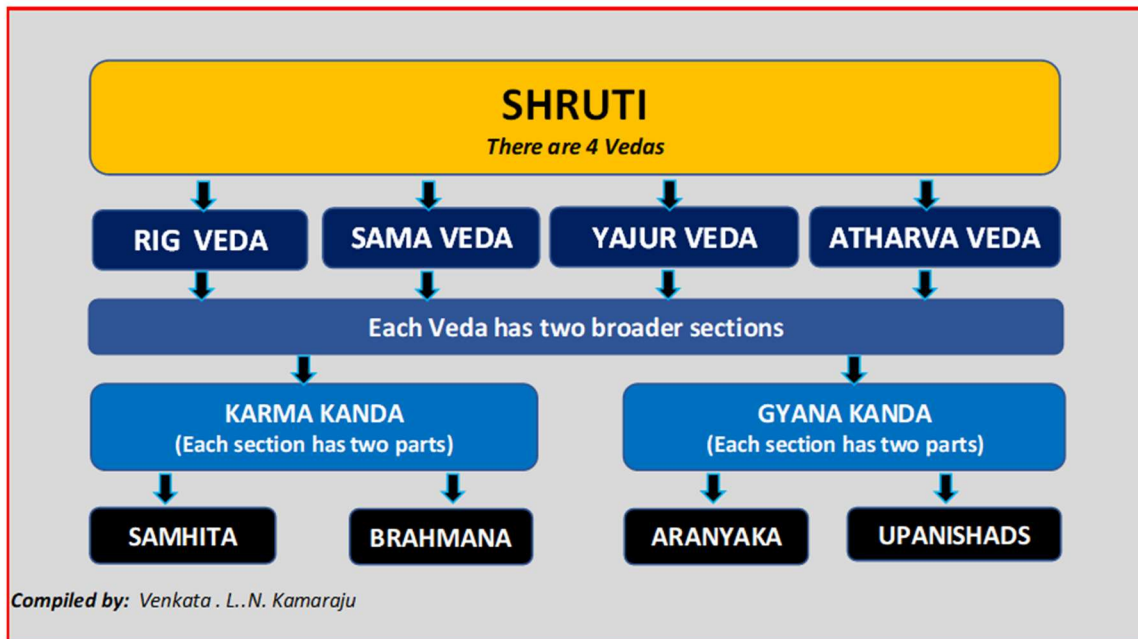 SHRUTI
There are 4 Vedas
RIG VEDA
SAMA VEDA
YAJUR VEDA
ATHARVA VEDA
Each Veda has two broader sections
KARMA KANDA
(Each section has two parts)
GYANA KANDA
(Each section has two parts)
SAMHITA
BRAHMANA
ARANYAKA
UPANISHADS
Compiled by: Venkata . L..N. Kamaraju